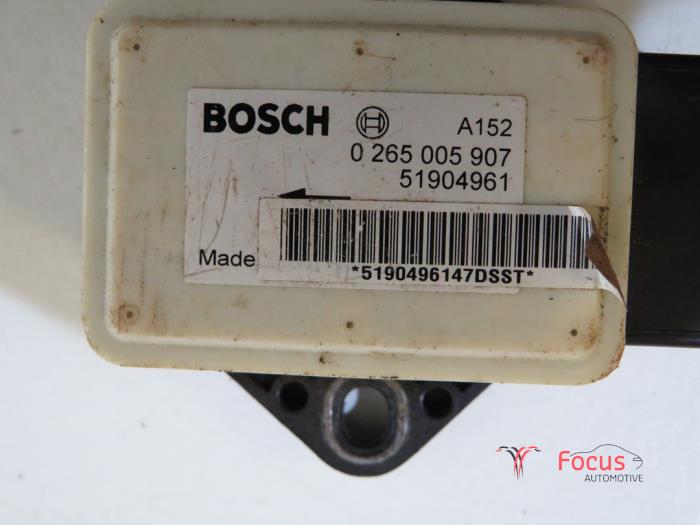 BOSCH A152
0 265 005 907
51904961
Made
*5190496147DSST*
Focus
AUTOMOTIVE